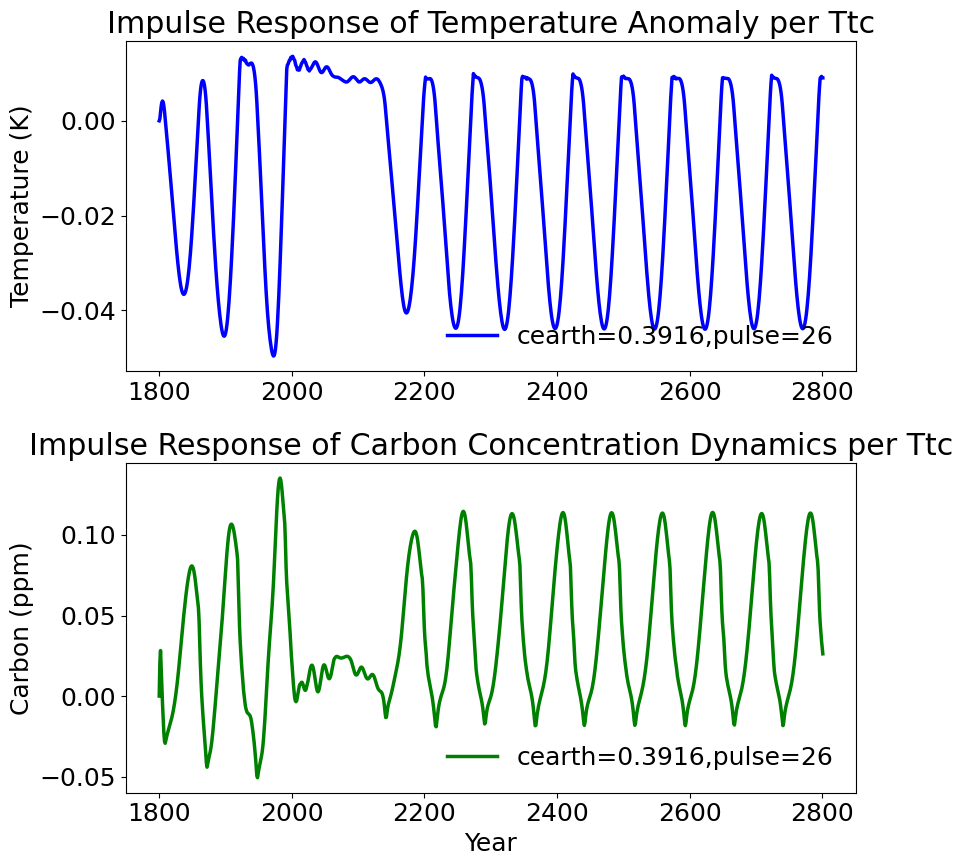 Impulse Response of Temperature Anomaly per Ttc
Temperature (K)
0.00
−0.02
−0.04
cearth=0.3916,pulse=26
1800 2000 2200 2400 2600 2800
Impulse Response of Carbon Concentration Dynamics per Ttc
Carbon (ppm)
0.10
0.05
0.00
−0.05
cearth=0.3916,pulse=26
1800 2000 2200 2400 2600 2800
Year